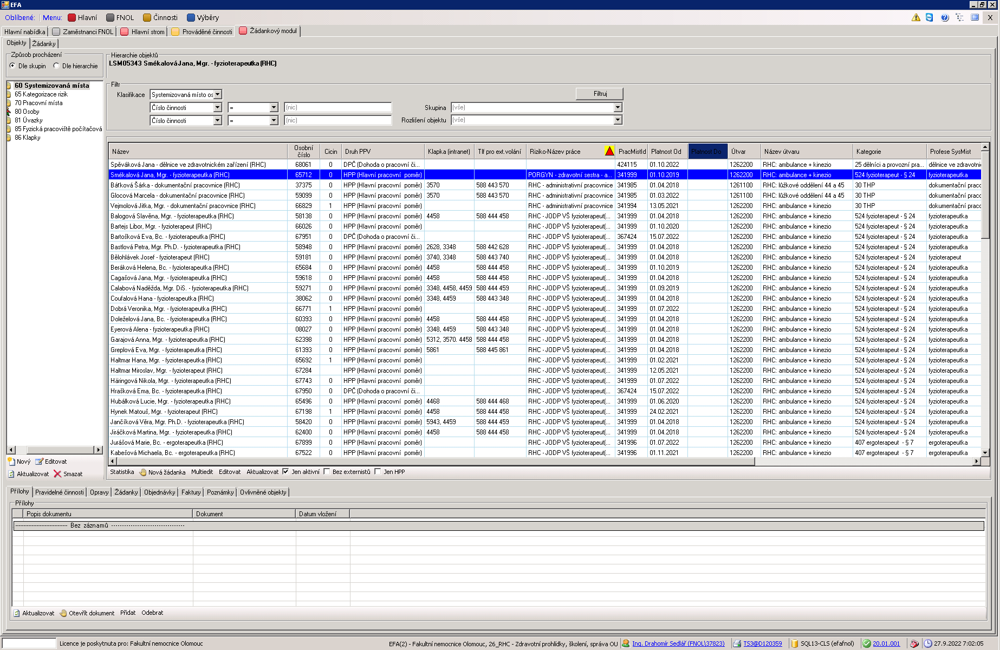 EFA
Oblíbené: Menu: Hlavní FNOL Činnosti Výběry X
Hlavní nabídka Zaměstnanci FNOL Hlavní strom Prováděné činnosti Žádankový modul
Objekty Žádanky
Způsob procházení
Dle skupin Dle hierarchie
60 Systemizovaná místa
65 Kategorizace rizik
70 Pracovní místa
80 Osoby
81 Úvazky
85 Fyzická pracoviště počítačová
86 Klapky
Nový Editovat
Aktualizovat Smazat
Hierarchie objektů
LSM05343 Smékalová Jana, Mgr. - fyzioterapeutka (RHC)
Filtr
Klasifikace Systemizovaná místo os Filtruj
Číslo činnosti = (nic) Skupina (vše)
Číslo činnosti = (nic) Rozlišení objektu (vše)
Název Osobní číslo Cicin Druh PPV Klapka (intranet) Tlf pro ext.volání Riziko-Název práce PracMistId Platnost Od Platnost Do Útvar Název útvaru Kategorie Profese SysMist
Spěváková Jana - dělnice ve zdravotnickém zařízení (RHC) 68061 0 DPČ (Dohoda o pracovní či... 424115 01.10.2022 1262200 RHC: ambulance + kinezio 25 dělníci a provozní pra... dělnice ve zdravotni
Smékalová Jana, Mgr. - fyzioterapeutka (RHC) 65712 0 HPP (Hlavní pracovní poměr) PORGYN - zdravotní sestra - a... 341999 01.10.2019 1262200 RHC: ambulance + kinezio 524 fyzioterapeut - § 24 fyzioterapeutka
Báťková Šárka - dokumentační pracovnice (RHC) 37375 0 HPP (Hlavní pracovní poměr) 3570 588 443 570 RHC - administrativní pracovnice 341985 01.04.2018 1261100 RHC: lůžkové oddělení 44 a 45 30 THP dokumentační pracc
Glocová Marcela - dokumentační pracovnice (RHC) 59099 0 HPP (Hlavní pracovní poměr) 3570 588 443 570 RHC - administrativní pracovnice 341985 01.03.2022 1261100 RHC: lůžkové oddělení 44 a 45 30 THP dokumentační pracc
Vejmolová Jitka, Mgr. - dokumentační pracovnice (RHC) 66829 1 HPP (Hlavní pracovní poměr) RHC - administrativní pracovnice 341994 13.05.2021 1262200 RHC: ambulance + kinezio 30 THP dokumentační pracc
Balogová Slavěna, Mgr. - fyzioterapeutka (RHC) 58138 0 HPP (Hlavní pracovní poměr) 4458 588 444 458 RHC - JODP VŠ fyzioterapeut(... 341999 01.04.2018 1262200 RHC: ambulance + kinezio 524 fyzioterapeut - § 24 fyzioterapeutka
Bartejs Libor, Mgr. - fyzioterapeut (RHC) 66026 0 HPP (Hlavní pracovní poměr) RHC - JODP VŠ fyzioterapeut(... 341999 01.10.2020 1262200 RHC: ambulance + kinezio 524 fyzioterapeut - § 24 fyzioterapeutka
Bartošková Eva, Bc. - fyzioterapeutka (RHC) 67951 0 DPČ (Dohoda o pracovní či... RHC - JODP VŠ fyzioterapeut(... 367424 15.07.2022 1262200 RHC: ambulance + kinezio 524 fyzioterapeut - § 24 fyzioterapeutka
Bastlová Petra, Mgr. Ph.D. - fyzioterapeutka (RHC) 58948 0 HPP (Hlavní pracovní poměr) 2628, 3348 588 442 628 RHC - JODP VŠ fyzioterapeut(... 341999 01.04.2018 1262200 RHC: ambulance + kinezio 524 fyzioterapeut - § 24 fyzioterapeutka
Bělohlávek Josef - fyzioterapeut (RHC) 59181 0 HPP (Hlavní pracovní poměr) 3740, 3348 588 443 740 RHC - JODP VŠ fyzioterapeut(... 341999 01.04.2018 1262200 RHC: ambulance + kinezio 524 fyzioterapeut - § 24 fyzioterapeut
Beráková Helena, Bc. - fyzioterapeutka (RHC) 65684 0 HPP (Hlavní pracovní poměr) 4458 588 444 458 RHC - JODP VŠ fyzioterapeut(... 341999 01.10.2019 1262200 RHC: ambulance + kinezio 524 fyzioterapeut - § 24 fyzioterapeutka
Cagašová Jana, Mgr. - fyzioterapeutka (RHC) 59618 0 HPP (Hlavní pracovní poměr) 4458 588 444 458 RHC - JODP VŠ fyzioterapeut(... 341999 01.04.2018 1262200 RHC: ambulance + kinezio 524 fyzioterapeut - § 24 fyzioterapeutka
Calabová Naděžda, Mgr. DiS. - fyzioterapeutka (RHC) 59271 0 HPP (Hlavní pracovní poměr) 3348, 4458, 4459 588 444 459 RHC - JODP VŠ fyzioterapeut(... 341999 01.09.2019 1262200 RHC: ambulance + kinezio 524 fyzioterapeut - § 24 fyzioterapeutka
Coufalová Hana - fyzioterapeutka (RHC) 38062 0 HPP (Hlavní pracovní poměr) 3348, 4459 588 443 348 RHC - JODP VŠ fyzioterapeut(... 341999 01.04.2018 1262200 RHC: ambulance + kinezio 524 fyzioterapeut - § 24 fyzioterapeutka
Dobrá Veronika, Mgr. - fyzioterapeutka (RHC) 66771 1 HPP (Hlavní pracovní poměr) RHC - JODP VŠ fyzioterapeut(... 341999 01.07.2022 1262200 RHC: ambulance + kinezio 524 fyzioterapeut - § 24 fyzioterapeutka
Doleželová Jana, Bc. - fyzioterapeutka (RHC) 60393 0 HPP (Hlavní pracovní poměr) 4458 588 444 458 RHC - JODP VŠ fyzioterapeut(... 341999 01.04.2018 1262200 RHC: ambulance + kinezio 524 fyzioterapeut - § 24 fyzioterapeutka
Eyerová Alena - fyzioterapeutka (RHC) 08027 0 HPP (Hlavní pracovní poměr) 3348, 4459 588 443 348 RHC - JODP VŠ fyzioterapeut(... 341999 01.04.2018 1262200 RHC: ambulance + kinezio 524 fyzioterapeut - § 24 fyzioterapeutka
Garajová Anna, Mgr. - fyzioterapeutka (RHC) 62398 0 HPP (Hlavní pracovní poměr) 5312, 3570. 4458 588 444 458 RHC - JODP VŠ fyzioterapeut(... 341999 01.04.2018 1262200 RHC: ambulance + kinezio 524 fyzioterapeut - § 24 fyzioterapeutka
Greplová Eva, Mgr. - fyzioterapeutka (RHC) 61393 0 HPP (Hlavní pracovní poměr) 5861 588 445 861 RHC - JODP VŠ fyzioterapeut(... 341999 01.04.2018 1262200 RHC: ambulance + kinezio 524 fyzioterapeut - § 24 fyzioterapeutka
Haltmar Hana, Mgr. - fyzioterapeutka (RHC) 65692 1 HPP (Hlavní pracovní poměr) RHC - JODP VŠ fyzioterapeut(... 341999 01.02.2021 1262200 RHC: ambulance + kinezio 524 fyzioterapeut - § 24 fyzioterapeutka
Haltmar Miroslav, Mgr. - fyzioterapeut (RHC) 67284 HPP (Hlavní pracovní poměr) RHC - JODP VŠ fyzioterapeut(... 341999 12.05.2021 1262200 RHC: ambulance + kinezio 524 fyzioterapeut - § 24 fyzioterapeutka
Häringová Nikola, Mgr. - fyzioterapeutka (RHC) 67743 0 HPP (Hlavní pracovní poměr) RHC - JODP VŠ fyzioterapeut(... 341999 01.07.2022 1262200 RHC: ambulance + kinezio 524 fyzioterapeut - § 24 fyzioterapeutka
Hrašková Ema, Bc. - fyzioterapeutka (RHC) 67950 0 DPČ (Dohoda o pracovní či... RHC - JODP VŠ fyzioterapeut(... 367424 15.07.2022 1262200 RHC: ambulance + kinezio 524 fyzioterapeut - § 24 fyzioterapeutka
Hubálková Lucie, Mgr. - fyzioterapeutka (RHC) 65496 0 HPP (Hlavní pracovní poměr) 4468 588 444 468 RHC - JODP VŠ fyzioterapeut(... 341999 01.06.2020 1262200 RHC: ambulance + kinezio 524 fyzioterapeut - § 24 fyzioterapeutka
Hynek Matouš, Mgr. - fyzioterapeut (RHC) 67198 1 HPP (Hlavní pracovní poměr) 4458 588 444 458 RHC - JODP VŠ fyzioterapeut(... 341999 24.02.2021 1262200 RHC: ambulance + kinezio 524 fyzioterapeut - § 24 fyzioterapeutka
Jančíková Věra, Mgr. Ph.D. - fyzioterapeutka (RHC) 58420 0 HPP (Hlavní pracovní poměr) 5943, 4459 588 444 459 RHC - JODP VŠ fyzioterapeut(... 341999 01.04.2018 1262200 RHC: ambulance + kinezio 524 fyzioterapeut - § 24 fyzioterapeutka
Jiráčková Martina, Mgr. - fyzioterapeutka (RHC) 62400 0 HPP (Hlavní pracovní poměr) 4458 588 444 458 RHC - JODP VŠ fyzioterapeut(... 341999 01.04.2018 1262200 RHC: ambulance + kinezio 524 fyzioterapeut - § 24 fyzioterapeutka
Jurášová Marie, Bc. - ergoterapeutka (RHC) 67899 0 HPP (Hlavní pracovní poměr) RHC - JODP VŠ fyzioterapeut(... 341996 01.07.2022 1262200 RHC: ambulance + kinezio 407 ergoterapeut - § 7 ergoterapeutka
Kabešová Michaela, Bc. - ergoterapeutka (RHC) 67522 0 HPP (Hlavní pracovní poměr) RHC - JODP VŠ fyzioterapeut(... 341996 01.11.2021 1262200 RHC: ambulance + kinezio 407 ergoterapeut - § 7 ergoterapeutka
Statistika Nová žádanka Multiedit Editovat Aktualizovat Jen aktivní Bez externistů Jen HPP
Přílohy Pravidelné činnosti Opravy Žádanky Objednávky Faktury Poznámky Ovlivněné objekty
Přílohy
Popis dokumentu Dokument Datum vložení
-------------------------------- Bez záznamů ----------------------------------
Aktualizovat Otevřít dokument Přidat Odebrat
Licence je poskytnuta pro: Fakultní nemocnice Olomouc EFA(2) - Fakultní nemocnice Olomouc, 26_RHC - Zdravotní prohlídky, školení, správa OU Ing. Drahomír Sedlář (FNOL\37823) TS3@D120359 SQL13-CLS (efafnol) 20.01.001 27.9.2022 7:02:05